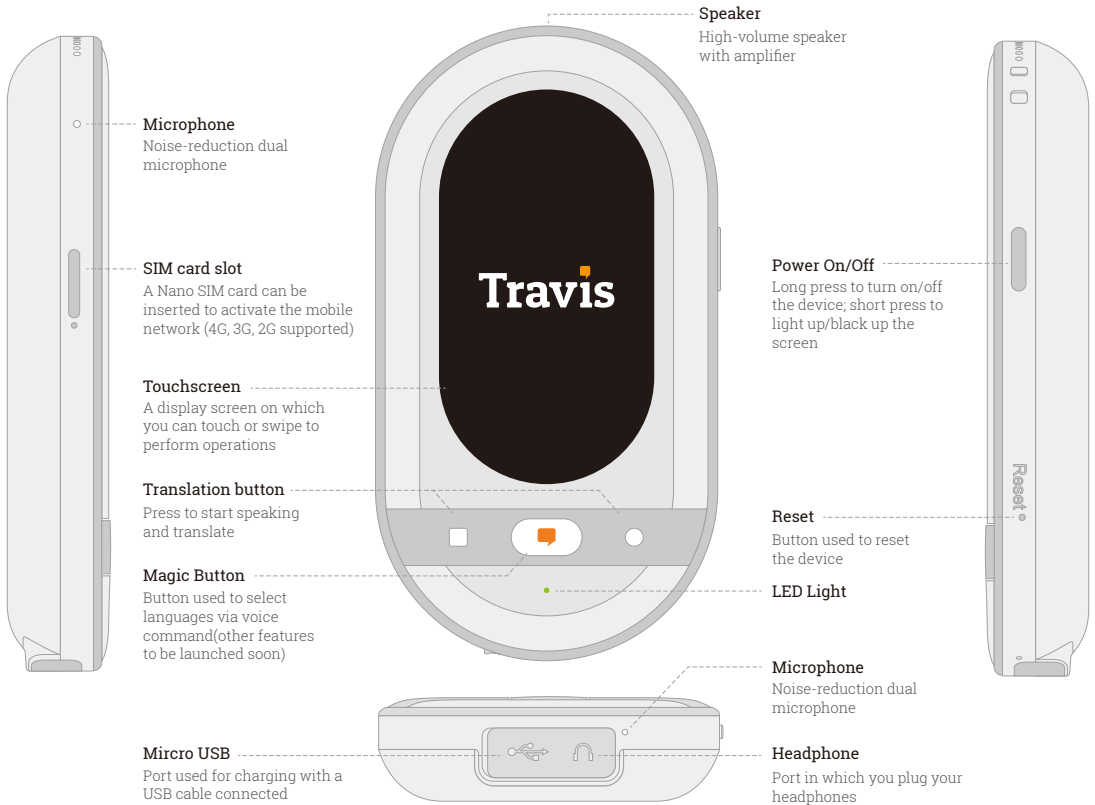 Speaker
High-volume speaker
with amplifier
Microphone
Noise-reduction dual
microphone
SIM card slot
A Nano SIM card can be
inserted to activate the mobile
network (4G, 3G, 2G supported)
Travis
Power On/Off
Long press to turn on/off
the device; short press to
light up/black up the
screen
Touchscreen
A display screen on which
you can touch or swipe to
perform operations
Translation button
Press to start speaking
and translate
Reset
Reset
Button used to reset
the device
Magic Button
Button used to select
languages via voice
command(other features
to be launched soon)
LED Light
Microphone
Noise-reduction dual
microphone
Mircro USB
Port used for charging with a
USB cable connected
Headphone
Port in which you plug your
headphones